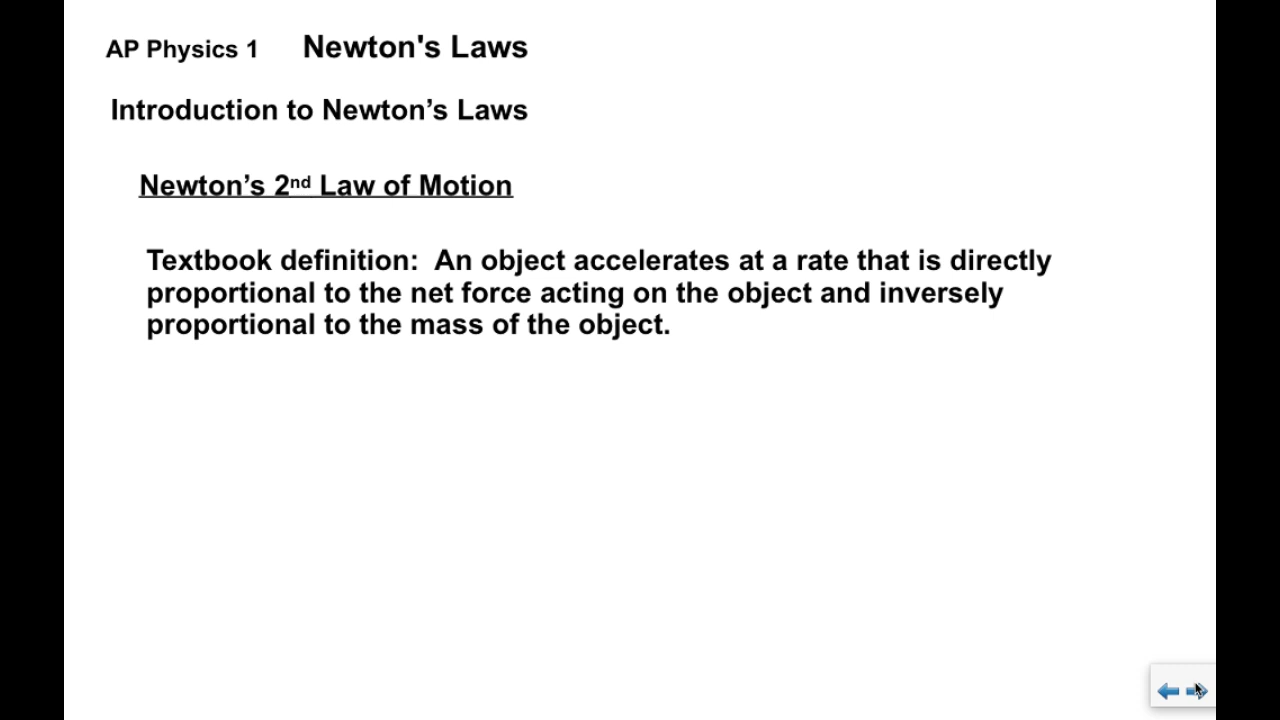 AP Physics 1 Newton's Laws
Introduction to Newton’s Laws
Newton’s 2nd Law of Motion
Textbook definition: An object accelerates at a rate that is directly
proportional to the net force acting on the object and inversely
proportional to the mass of the object.